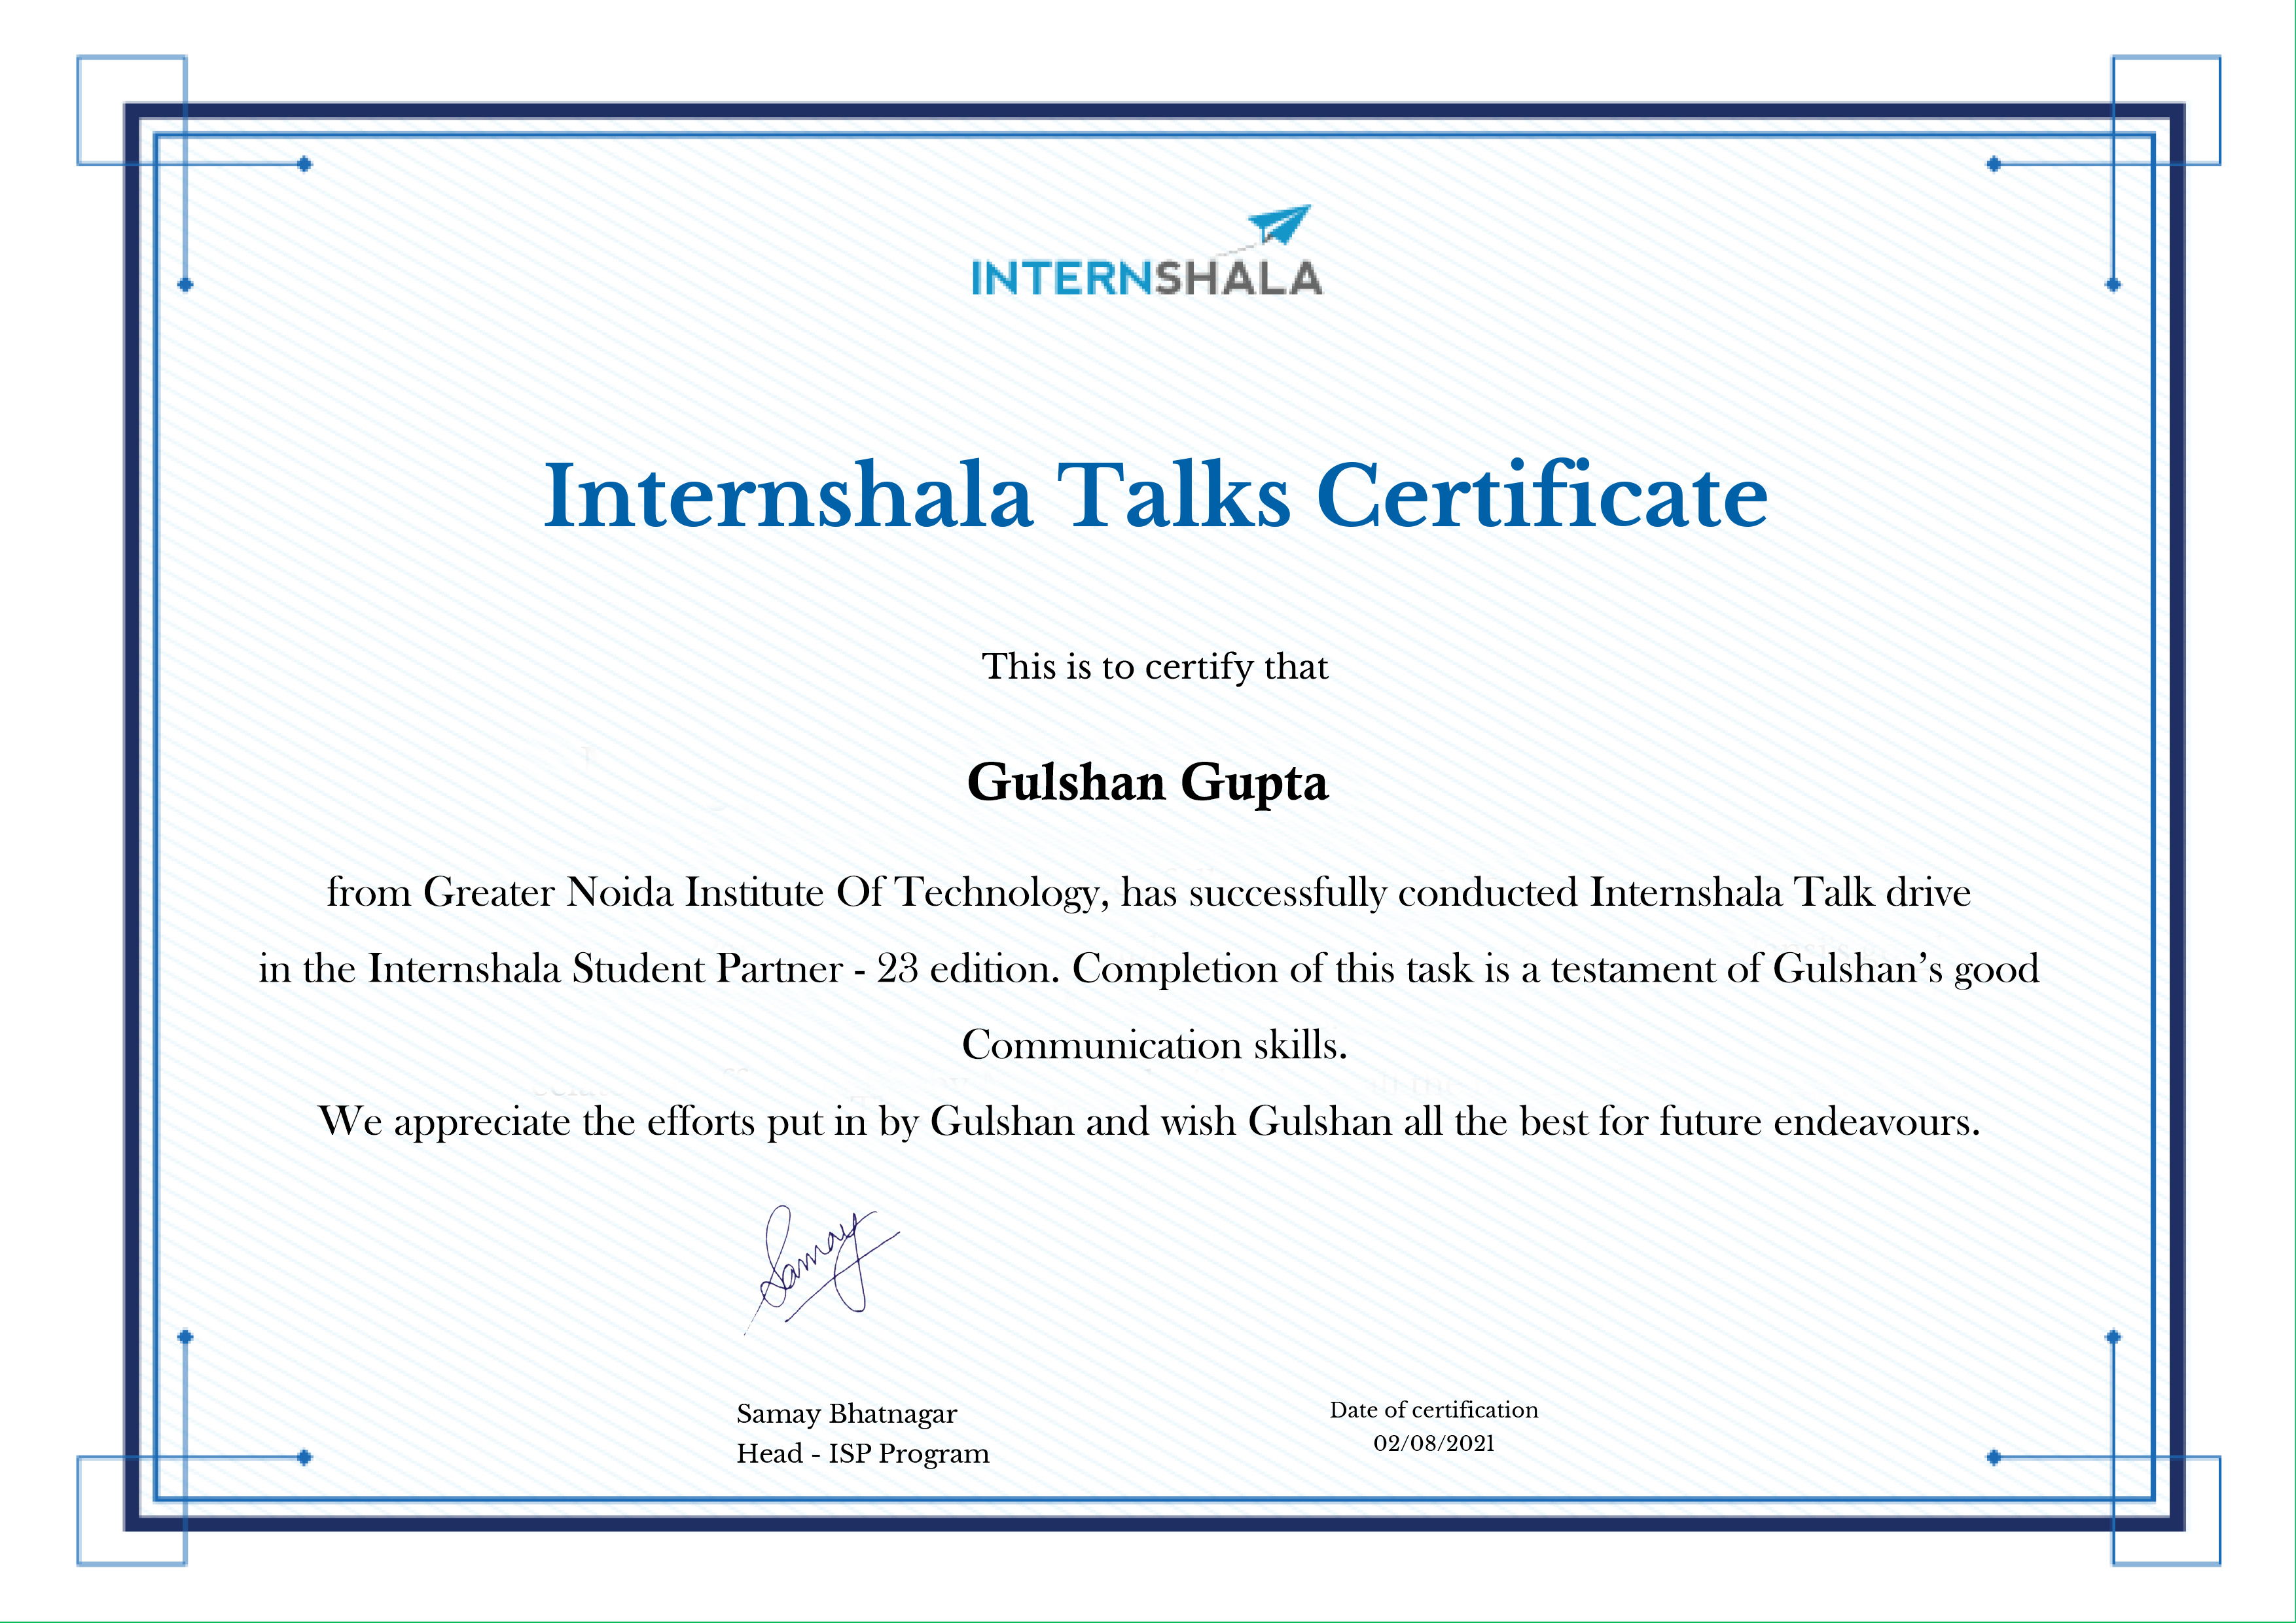 INTERNSHALA
Internshala Talks Certificate
This is to certify that
Gulshan Gupta
from Greater Noida Institute Of Technology, has successfully conducted Internshala Talk drive
in the Internshala Student Partner - 23 edition. Completion of this task is a testament of Gulshan’s good
Communication skills.
We appreciate the efforts put in by Gulshan and wish Gulshan all the best for future endeavours.
Samay
Samay Bhatnagar
Head - ISP Program
Date of certification
02/08/2021